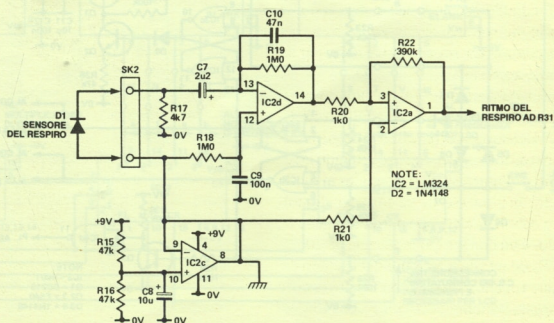 C10
47n
R19
1M0
R22
390k
SK2
C7
2u2
+
13
−
IC2d
14
12
+
R20
1k0
3
+
IC2a
1
2
−
RITMO DEL
RESPIRO AD R31
D1
SENSORE
DEL RESPIRO
R17
4k7
0V
R18
1M0
C9
100n
0V
NOTE:
IC2 = LM324
D2 = 1N4148
+9V
+9V
R21
1k0
R15
47k
9
−
4
IC2c
8
10
+
11
R16
47k
C8
10u
+
0V
0V
0V